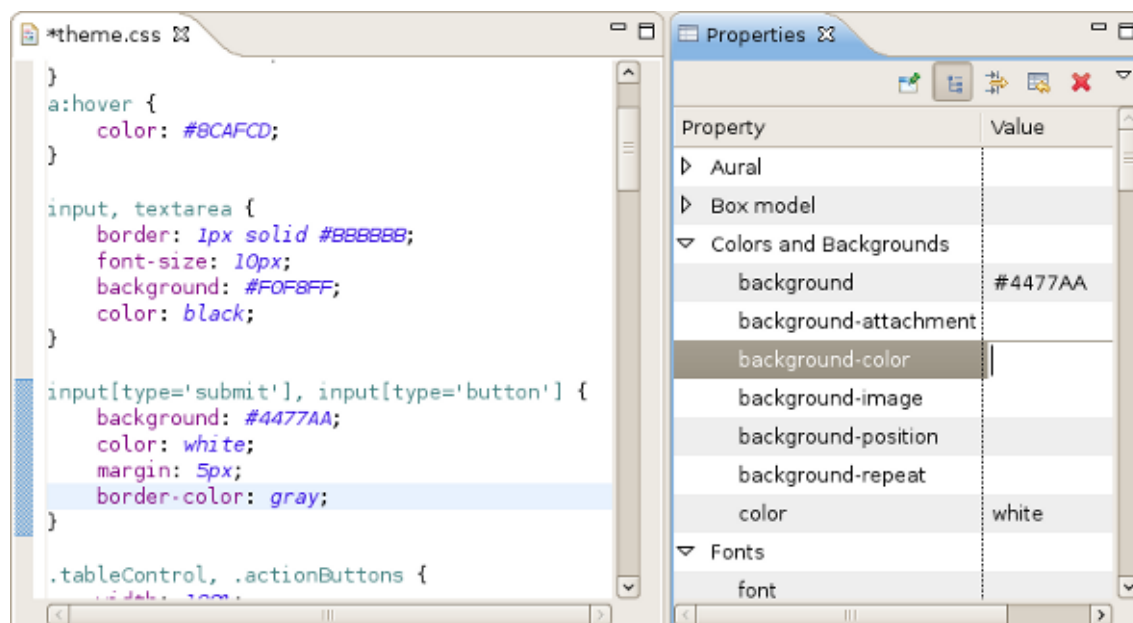 *theme.css
}
a:hover {
color: #8CAFCD;
}
input, textarea {
border: 1px solid #BBBBBB;
font-size: 10px;
background: #F0F8FF;
color: black;
}
input[type='submit'], input[type='button'] {
background: #4477AA;
color: white;
margin: 5px;
border-color: gray;
}
.tableControl, .actionButtons {
Properties
Property Value
Aural
Box model
Colors and Backgrounds
background #4477AA
background-attachment
background-color
background-image
background-position
background-repeat
color white
Fonts
font